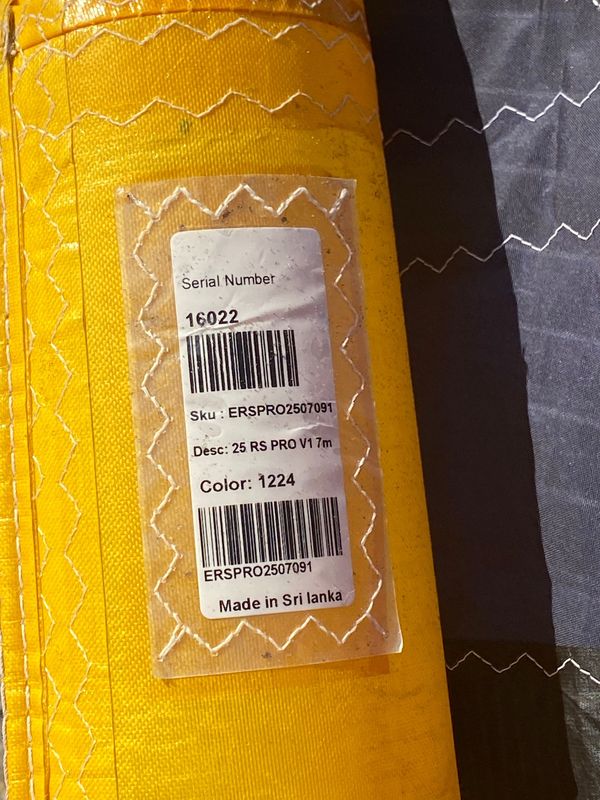 Serial Number
16022
Sku : ERSPRO2507091
Desc: 25 RS PRO V1 7m
Color: 1224
ERSPRO2507091
Made in Sri lanka